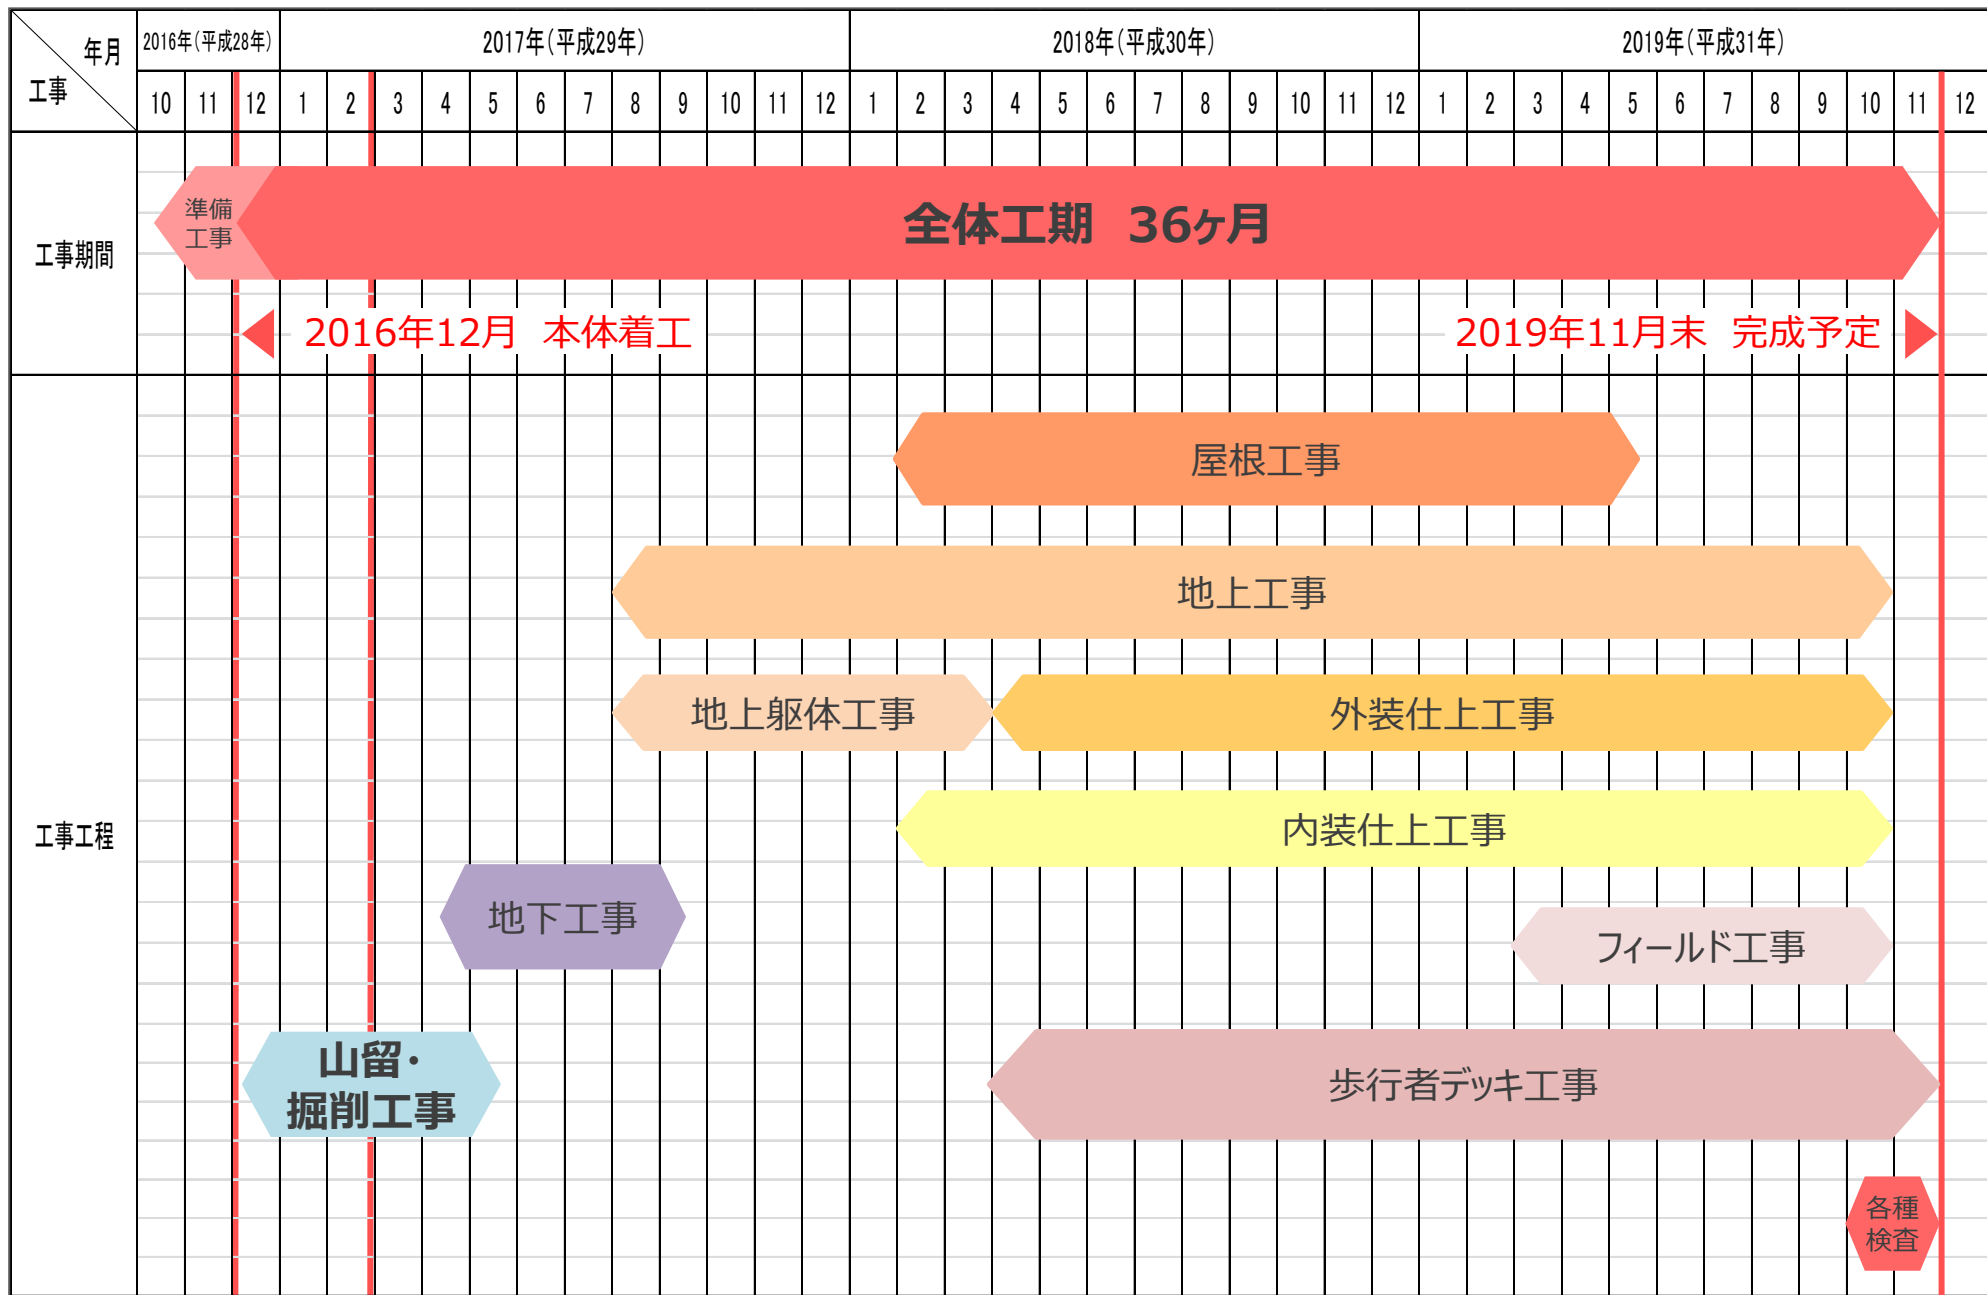 年月
工事
2016年(平成28年)
2017年(平成29年)
2018年(平成30年)
2019年(平成31年)
10 11 12 1 2 3 4 5 6 7 8 9 10 11 12 1 2 3 4 5 6 7 8 9 10 11 12 1 2 3 4 5 6 7 8 9 10 11 12
工事期間
準備
工事
全体工期 36ヶ月
2016年12月 本体着工
2019年11月末 完成予定
工事工程
屋根工事
地上工事
地上躯体工事
外装仕上工事
内装仕上工事
地下工事
フィールド工事
山留・
掘削工事
歩行者デッキ工事
各種
検査